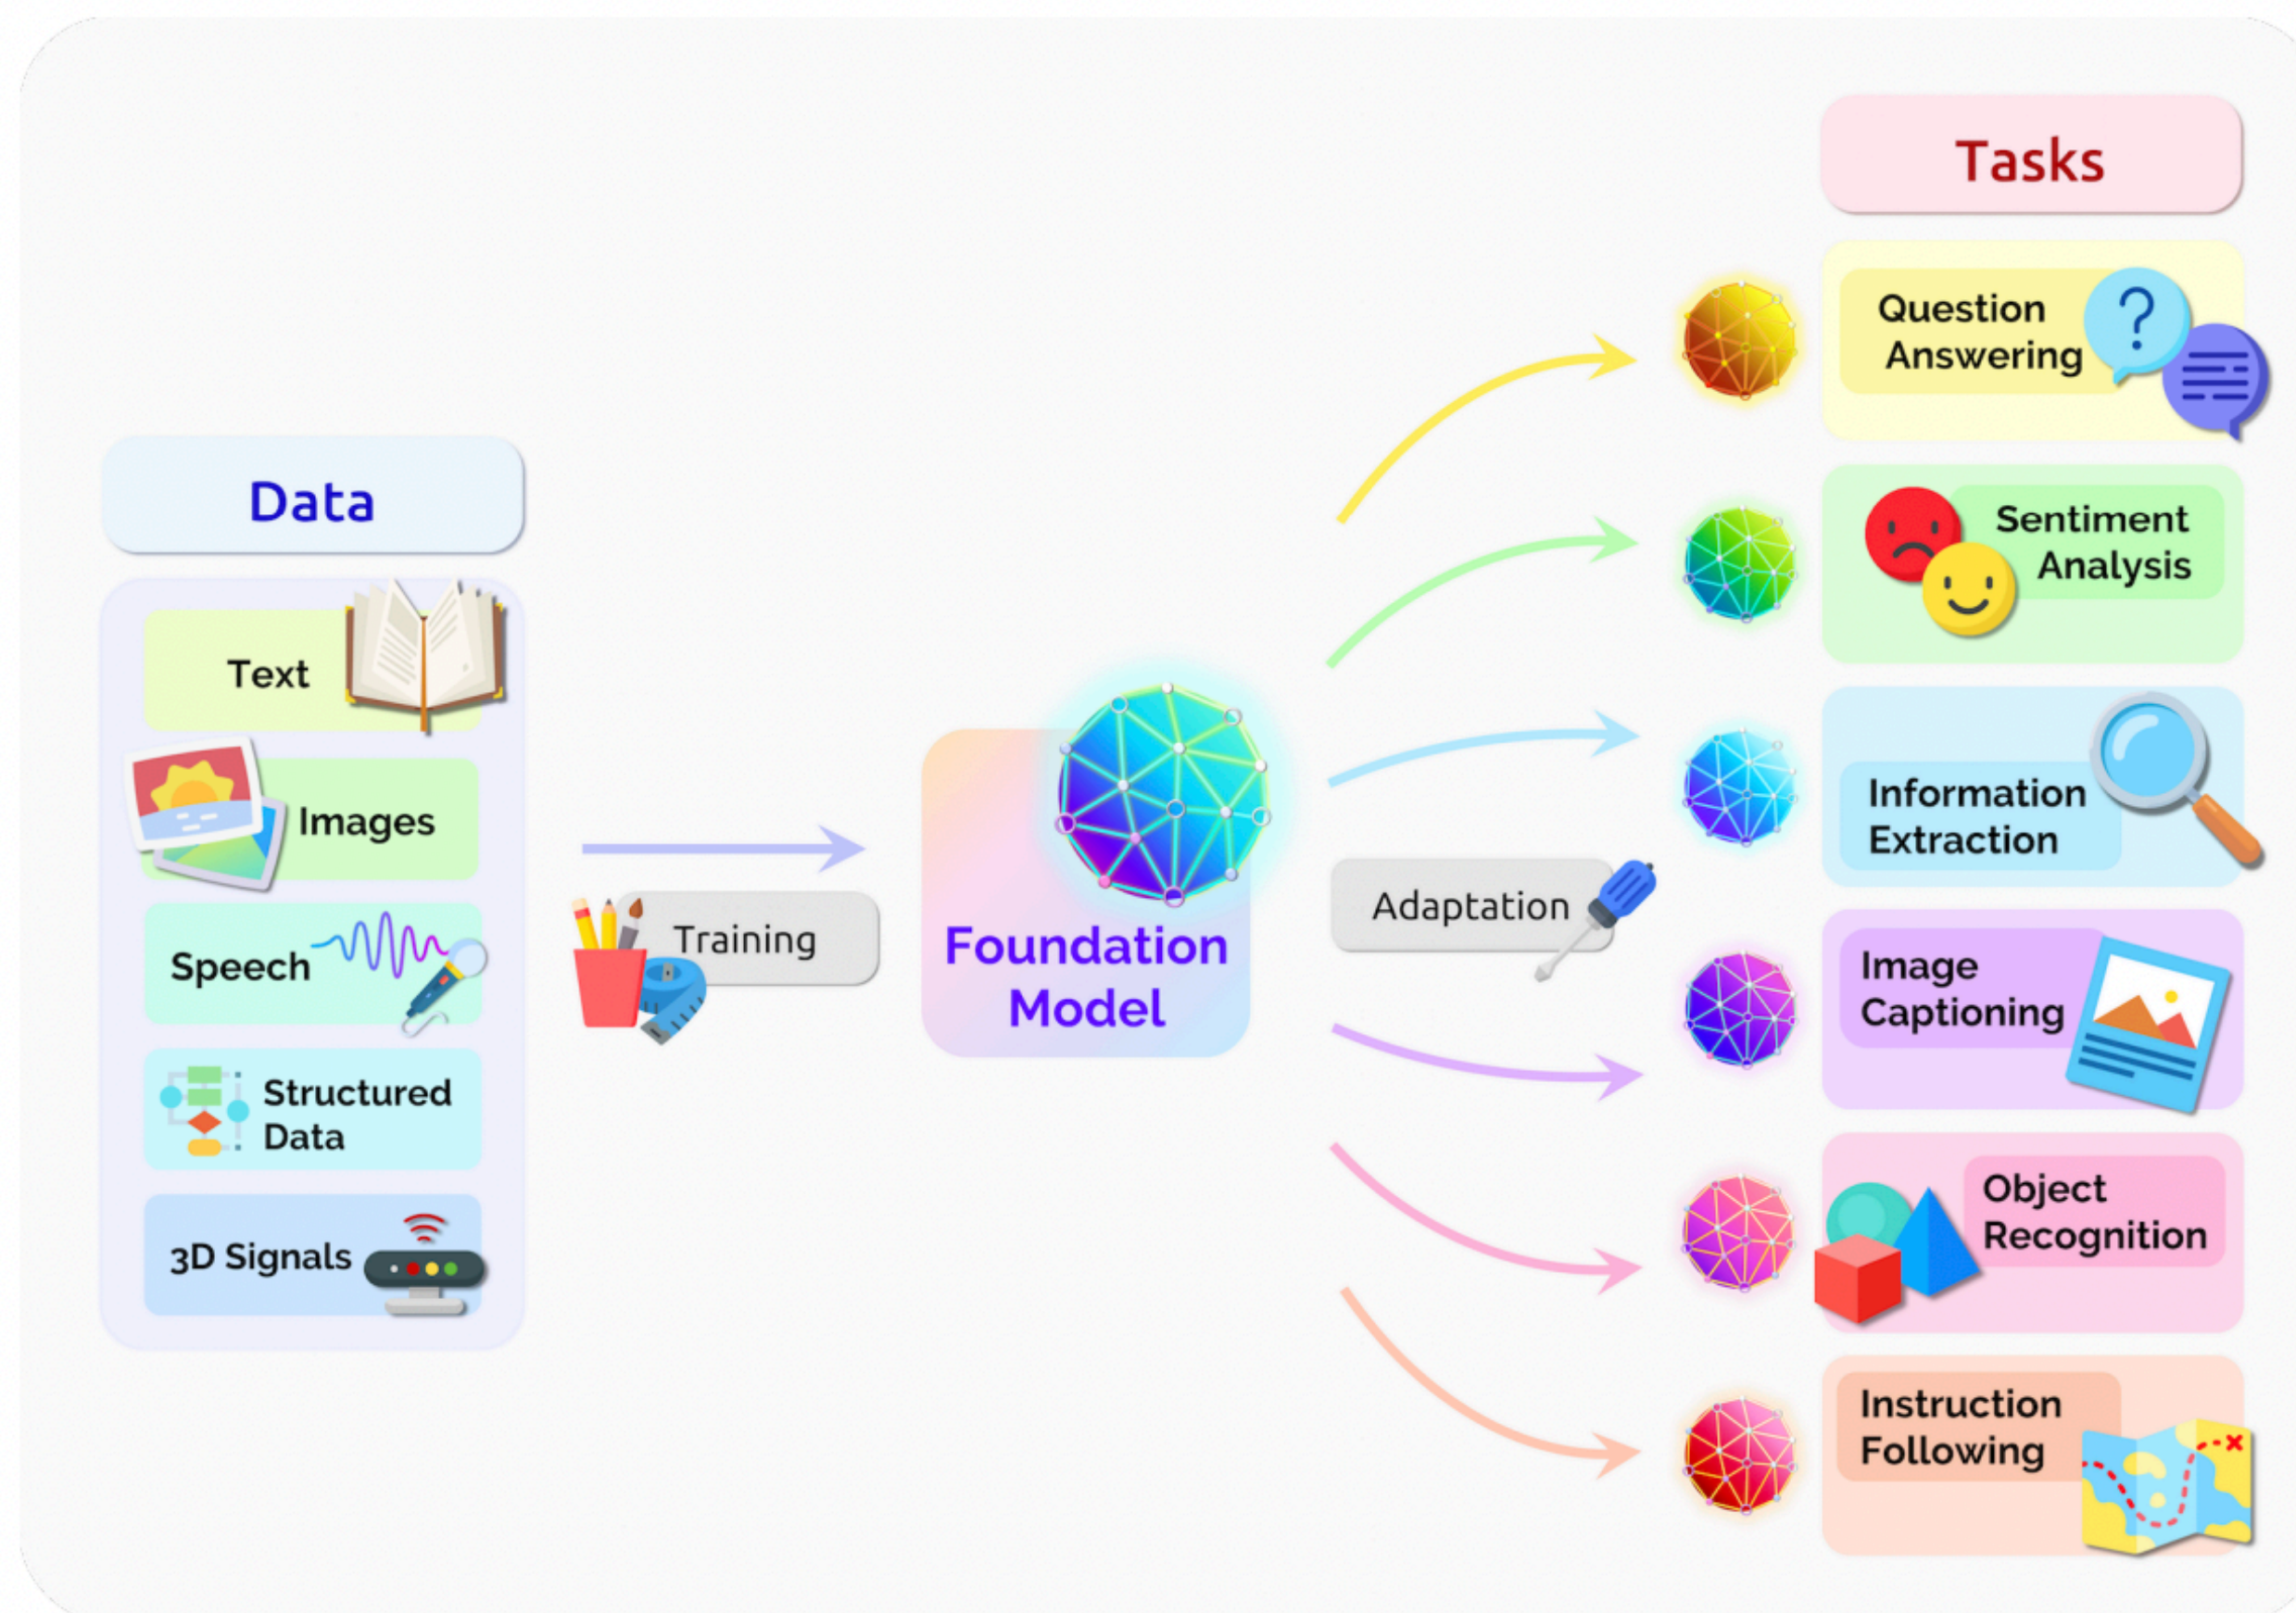 Data
Text
Images
Speech
Structured
Data
3D Signals
Training
Foundation
Model
Adaptation
Tasks
Question
Answering
Sentiment
Analysis
Information
Extraction
Image
Captioning
Object
Recognition
Instruction
Following